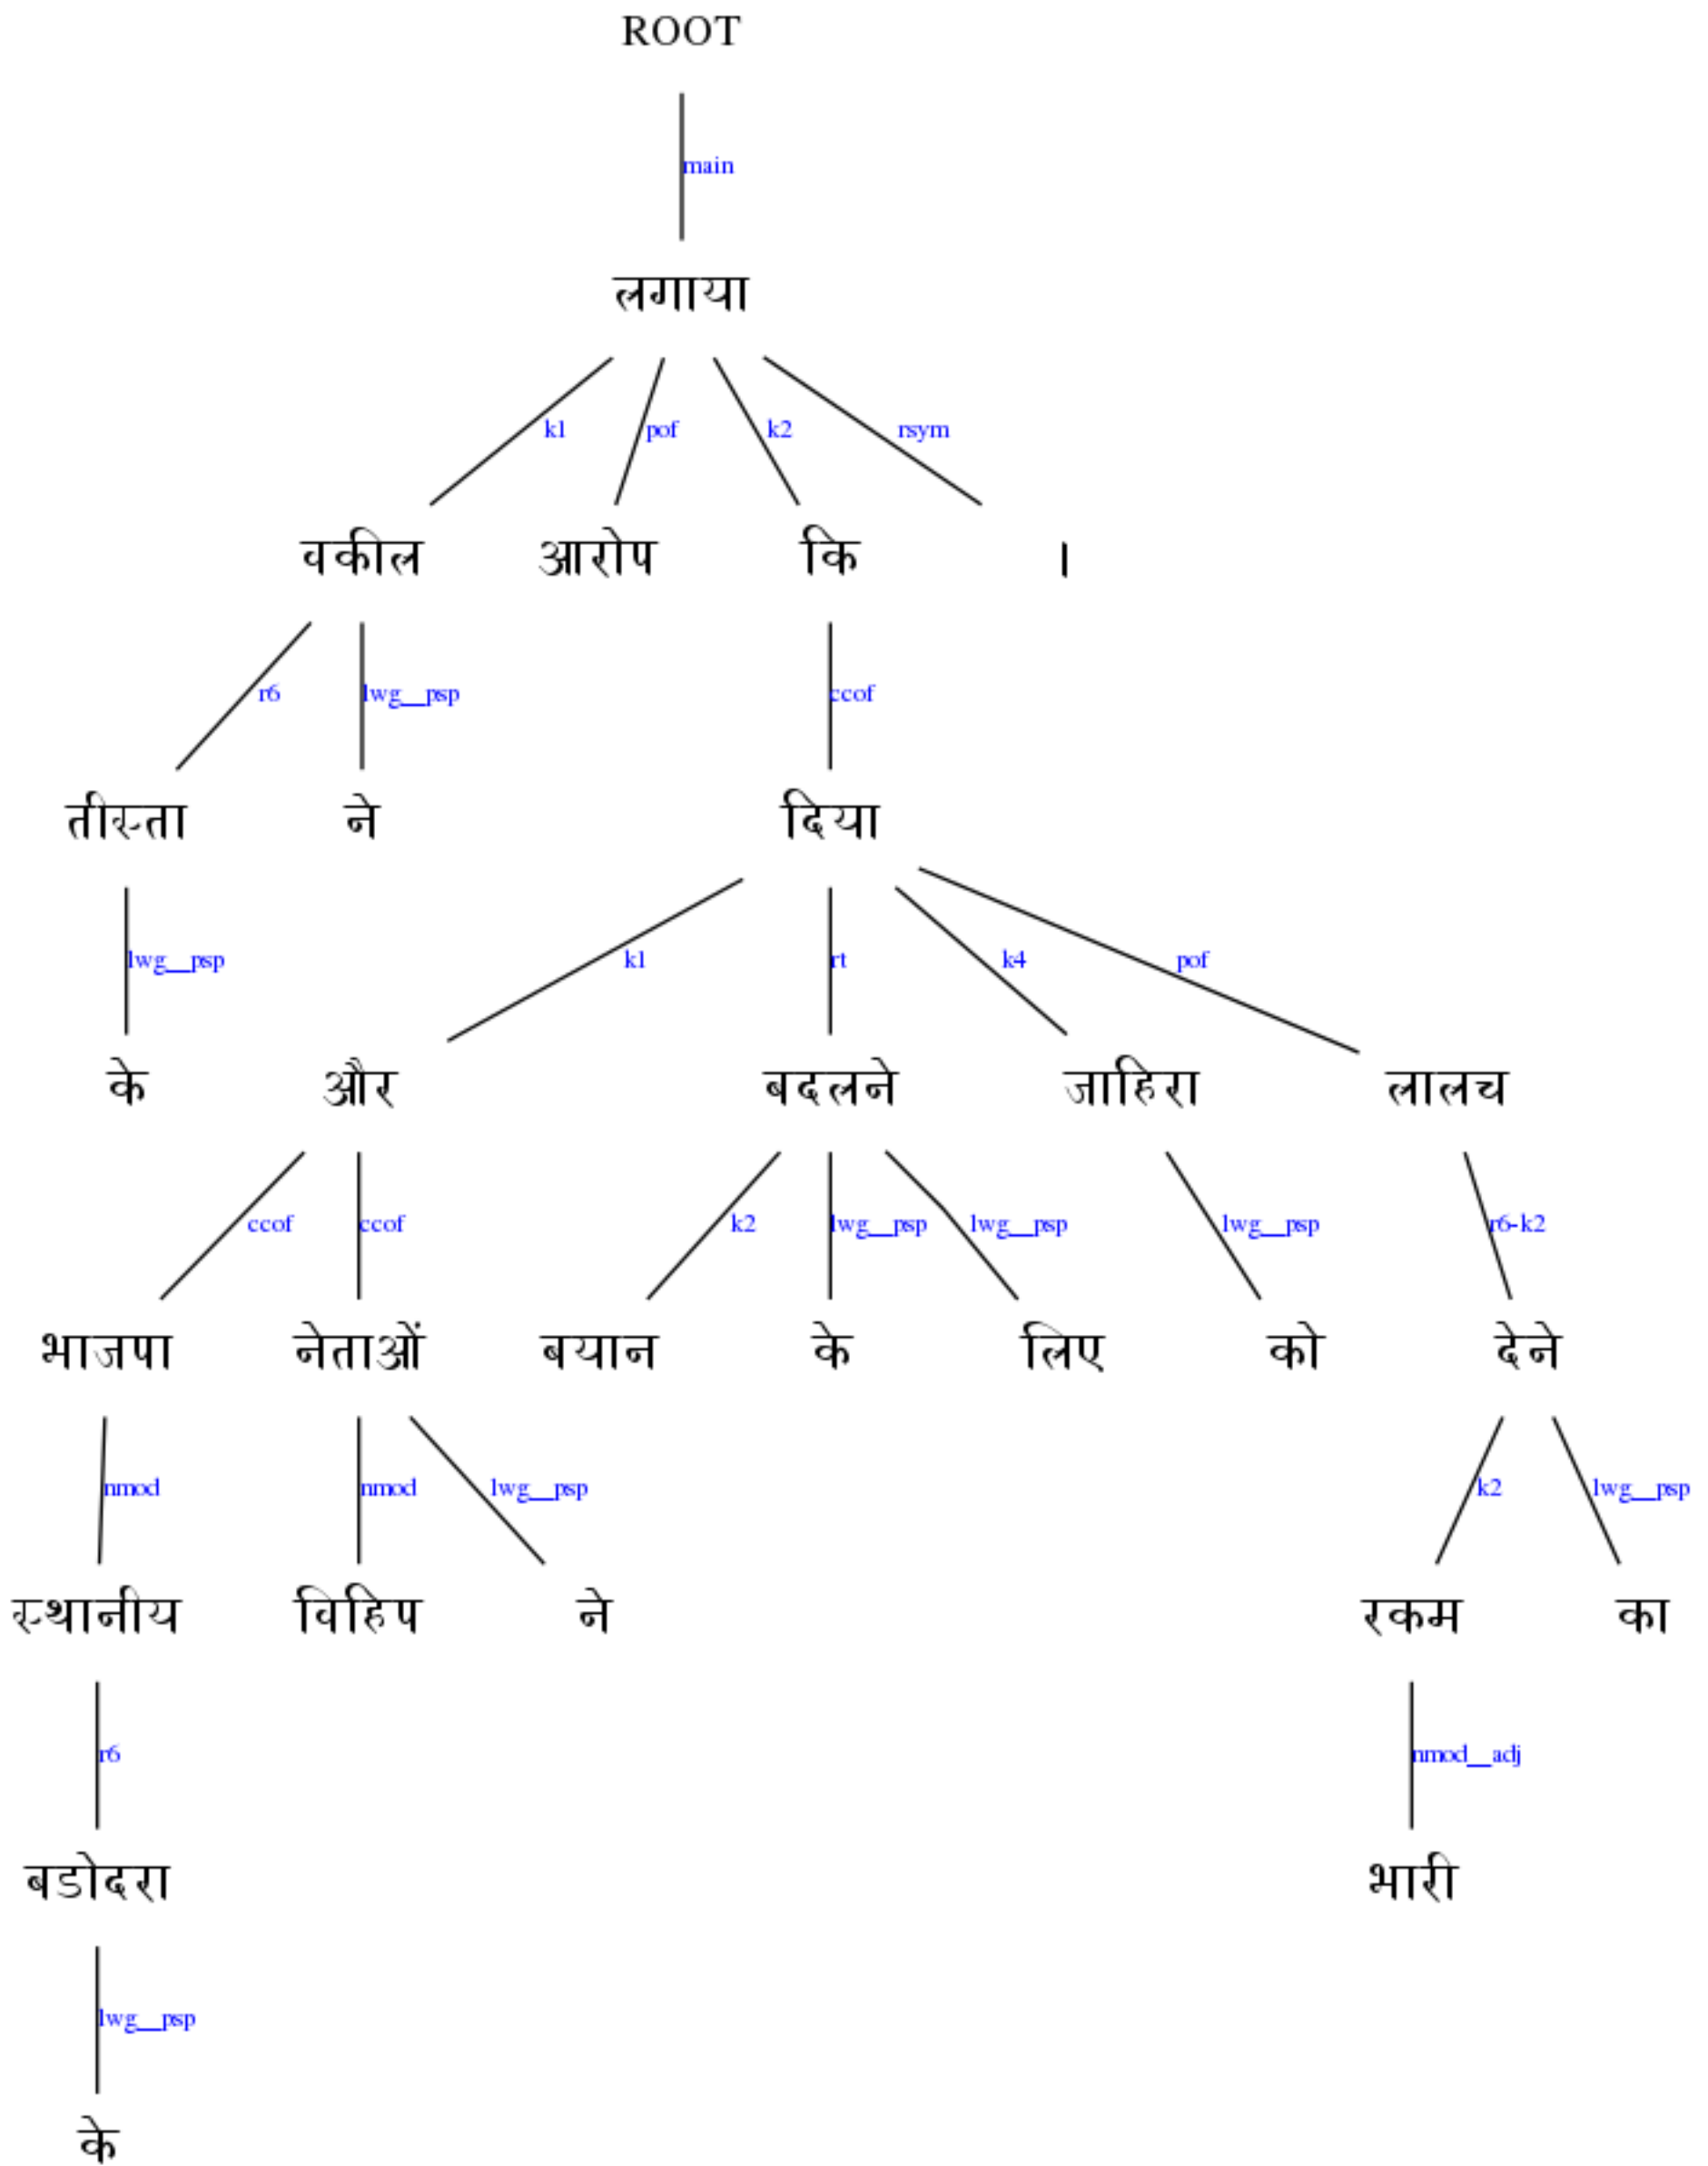 ROOT
main
लगाया
k1 pof k2 rsym
वकील आरोप कि ।
r6 lwg__psp ccof
तीस्ता ने दिया
lwg__psp k1 rt k4 pof
के और बदलने जाहिरा लालच
ccof ccof k2 lwg__psp lwg__psp lwg__psp r6-k2
भाजपा नेताओं बयान के लिए को देने
nmod nmod lwg__psp k2 lwg__psp
स्थानीय विहिप ने रकम का
r6 nmod__adj
बडोदरा भारी
lwg__psp
के